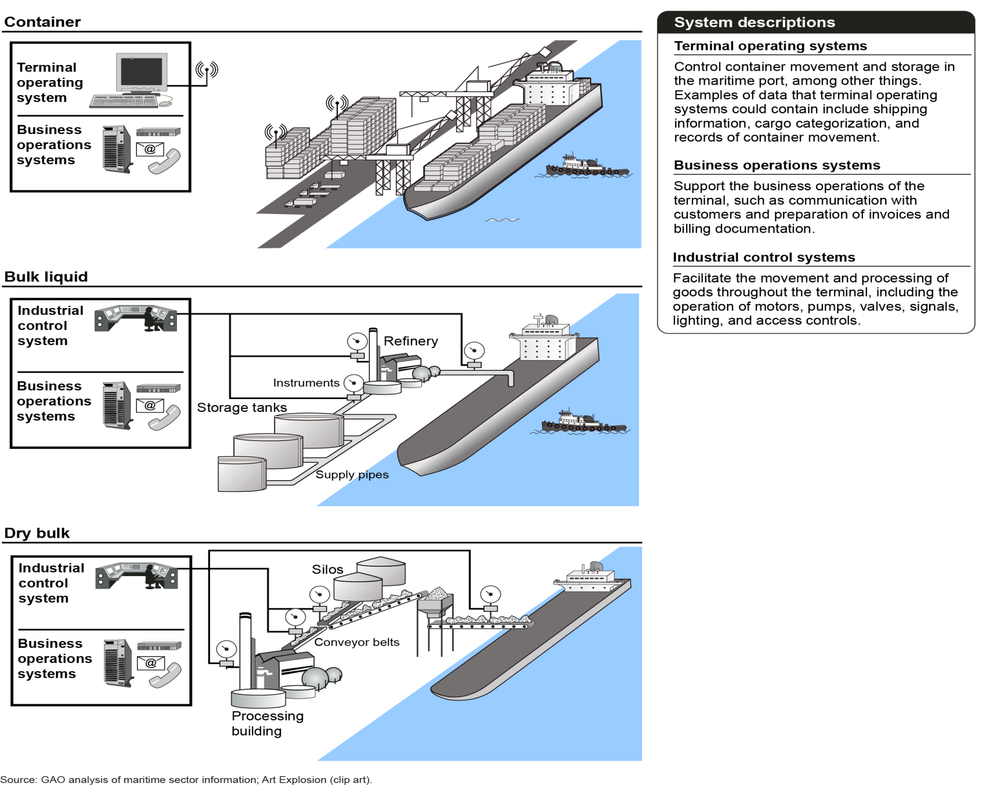 Container
Terminal
operating
system
Business
operations
systems
@
Bulk liquid
Industrial
control
system
Business
operations
systems
@
Refinery
Instruments
Storage tanks
Supply pipes
Dry bulk
Industrial
control
system
Business
operations
systems
@
Silos
Conveyor belts
Processing
building
System descriptions
Terminal operating systems
Control container movement and storage in
the maritime port, among other things.
Examples of data that terminal operating
systems could contain include shipping
information, cargo categorization, and
records of container movement.
Business operations systems
Support the business operations of the
terminal, such as communication with
customers and preparation of invoices and
billing documentation.
Industrial control systems
Facilitate the movement and processing of
goods throughout the terminal, including the
operation of motors, pumps, valves, signals,
lighting, and access controls.
Source: GAO analysis of maritime sector information; Art Explosion (clip art).